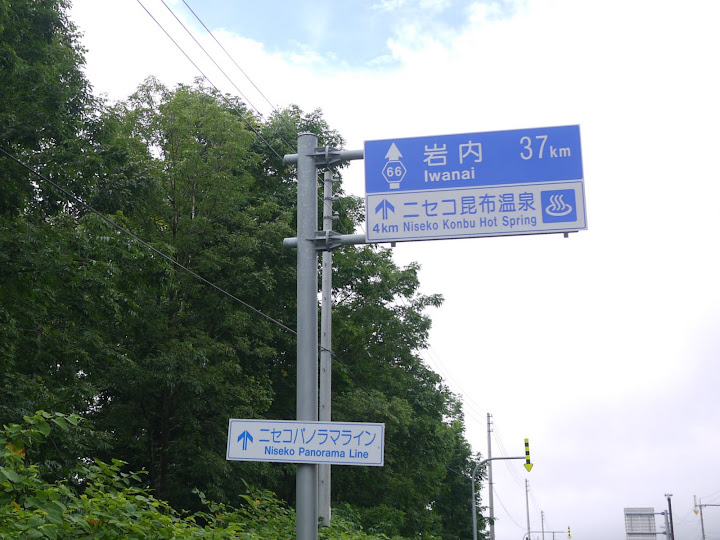 岩内 37km
66
Iwanai
ニセコ昆布温泉
4km Niseko Konbu Hot Spring
ニセコパノラマライン
Niseko Panorama Line